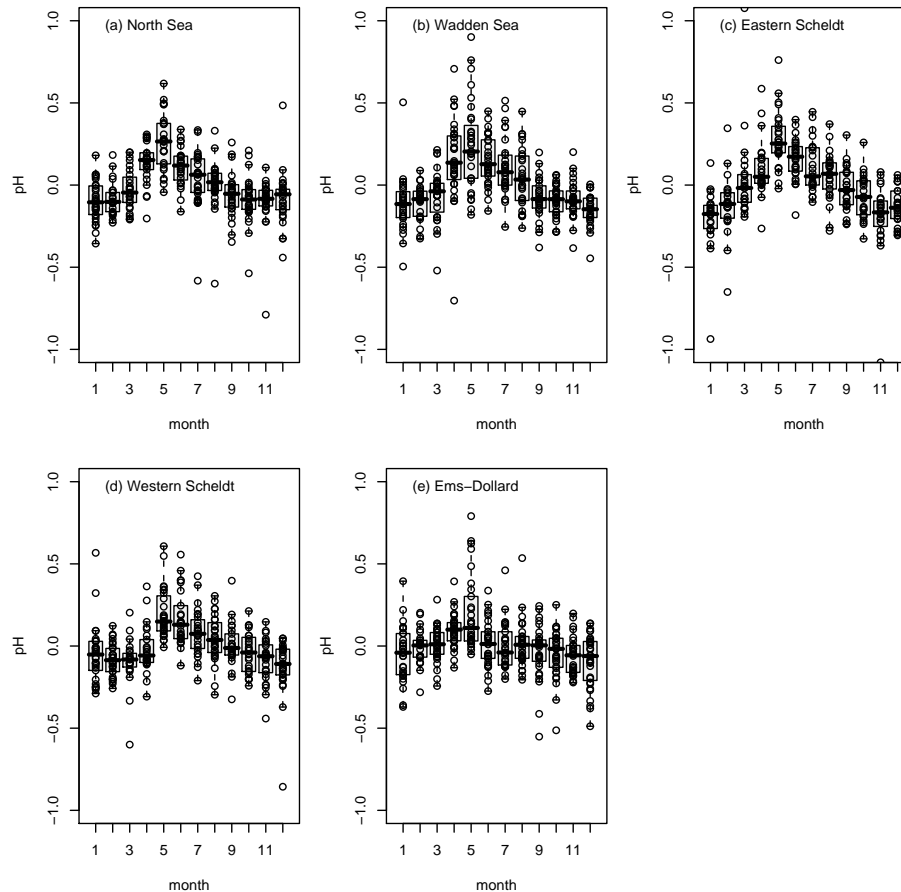 (a) North Sea
pH
1.0
0.5
0.0
−0.5
−1.0
1 3 5 7 9 11
month
(b) Wadden Sea
pH
1.0
0.5
0.0
−0.5
−1.0
1 3 5 7 9 11
month
(c) Eastern Scheldt
pH
1.0
0.5
0.0
−0.5
−1.0
1 3 5 7 9 11
month
(d) Western Scheldt
pH
1.0
0.5
0.0
−0.5
−1.0
1 3 5 7 9 11
month
(e) Ems−Dollard
pH
1.0
0.5
0.0
−0.5
−1.0
1 3 5 7 9 11
month